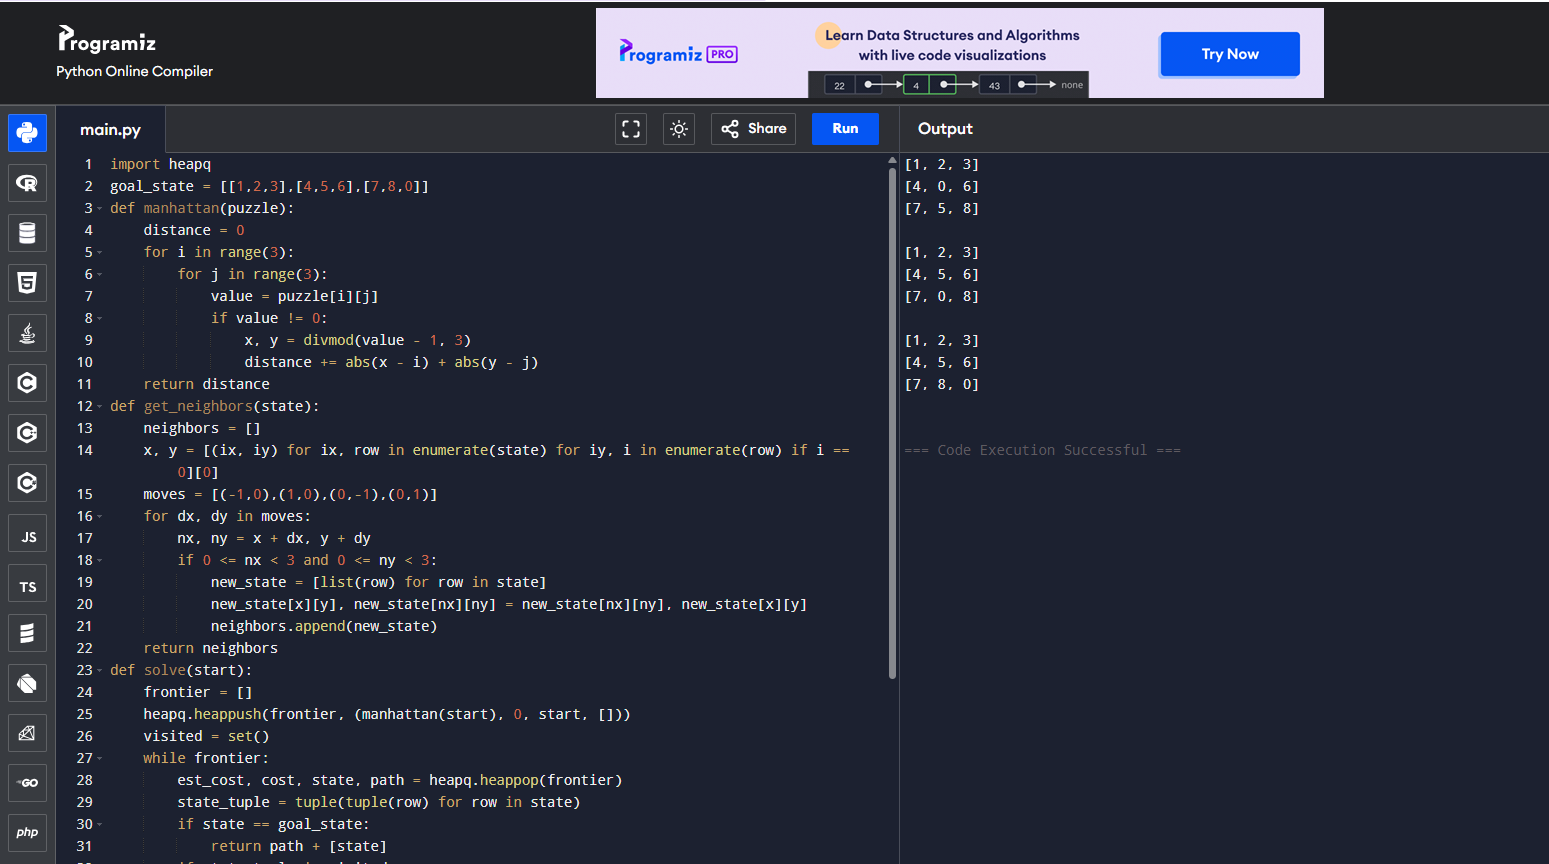 Programiz
Python Online Compiler
Programiz PRO
Learn Data Structures and Algorithms
with live code visualizations
22 4 43 none
Try Now
main.py
Share
Run
Output
1 import heapq
2 goal_state = [[1,2,3],[4,5,6],[7,8,0]]
3 def manhattan(puzzle):
4 distance = 0
5 for i in range(3):
6 for j in range(3):
7 value = puzzle[i][j]
8 if value != 0:
9 x, y = divmod(value - 1, 3)
10 distance += abs(x - i) + abs(y - j)
11 return distance
12 def get_neighbors(state):
13 neighbors = []
14 x, y = [(ix, iy) for ix, row in enumerate(state) for iy, i in enumerate(row) if i ==
0][0]
15 moves = [(-1,0),(1,0),(0,-1),(0,1)]
16 for dx, dy in moves:
17 nx, ny = x + dx, y + dy
18 if 0 <= nx < 3 and 0 <= ny < 3:
19 new_state = [list(row) for row in state]
20 new_state[x][y], new_state[nx][ny] = new_state[nx][ny], new_state[x][y]
21 neighbors.append(new_state)
22 return neighbors
23 def solve(start):
24 frontier = []
25 heapq.heappush(frontier, (manhattan(start), 0, start, []))
26 visited = set()
27 while frontier:
28 est_cost, cost, state, path = heapq.heappop(frontier)
29 state_tuple = tuple(tuple(row) for row in state)
30 if state == goal_state:
31 return path + [state]
[1, 2, 3]
[4, 0, 6]
[7, 5, 8]
[1, 2, 3]
[4, 5, 6]
[7, 0, 8]
[1, 2, 3]
[4, 5, 6]
[7, 8, 0]
=== Code Execution Successful ===
R
5
C
C
C
JS
TS
GO
php